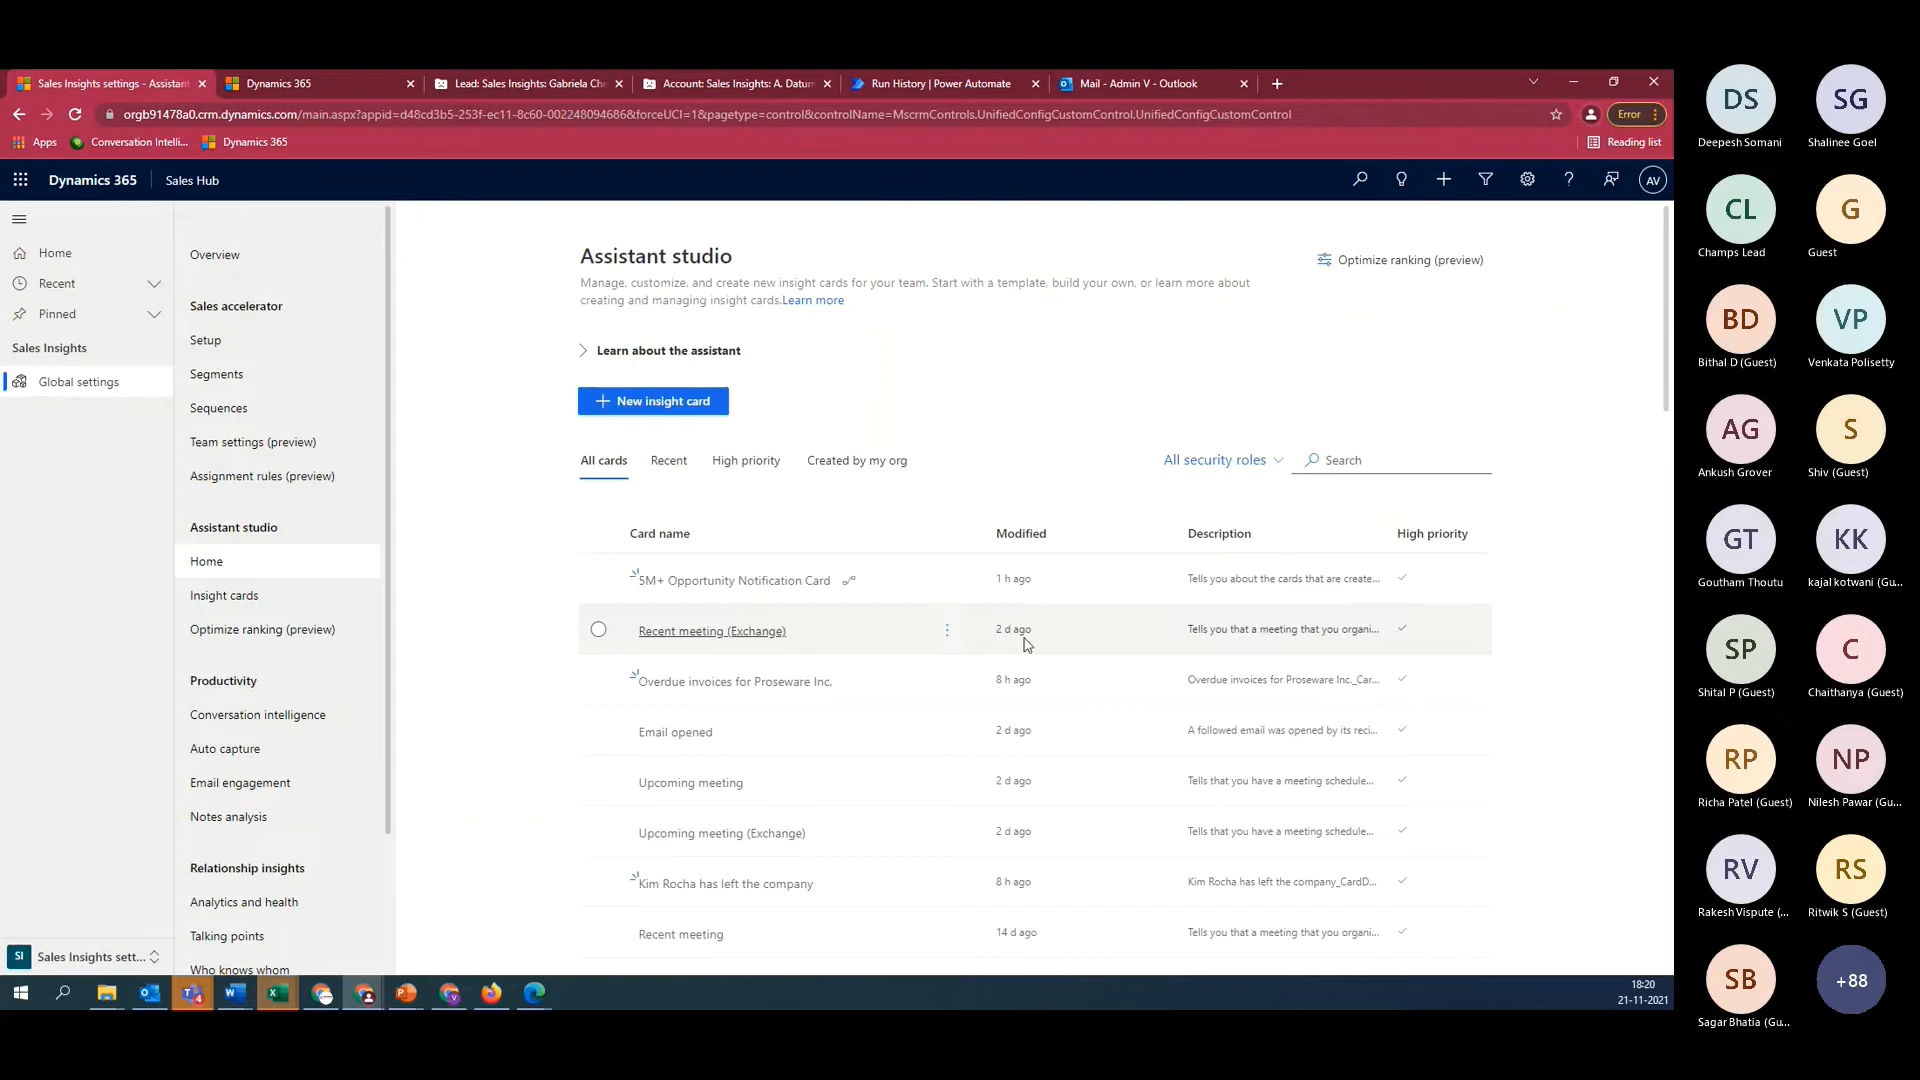 Sales Insights settings - Assistant
Dynamics 365
Lead: Sales Insights: Gabriela Ch
Account: Sales Insights: A. Datum
Run History | Power Automate
Mail - Admin V - Outlook
orgb91478a0.crm.dynamics.com/main.aspx?appid=d48cd3b5-253f-ec11-8c60-002248094686&forceUCI=1&pagetype=control&controlName=MscrmControls.UnifiedConfigCustomControl.UnifiedConfigCustomControl
Error
Apps
Conversation Intelli...
Dynamics 365
Reading list
Dynamics 365
Sales Hub
AV
Home
Recent
Pinned
Sales Insights
Global settings
SI
Sales Insights sett...
Overview
Sales accelerator
Setup
Segments
Sequences
Team settings (preview)
Assignment rules (preview)
Assistant studio
Home
Insight cards
Optimize ranking (preview)
Productivity
Conversation intelligence
Auto capture
Email engagement
Notes analysis
Relationship insights
Analytics and health
Talking points
Who knows whom
Assistant studio
Optimize ranking (preview)
Manage, customize, and create new insight cards for your team. Start with a template, build your own, or learn more about
creating and managing insight cards.Learn more
Learn about the assistant
New insight card
All cards
Recent
High priority
Created by my org
All security roles
Search
Card name Modified Description High priority
5M+ Opportunity Notification Card 1 h ago Tells you about the cards that are create...
Recent meeting (Exchange) 2 d ago Tells you that a meeting that you organi...
Overdue invoices for Proseware Inc. 8 h ago Overdue invoices for Proseware Inc._Car...
Email opened 2 d ago A followed email was opened by its reci...
Upcoming meeting 2 d ago Tells that you have a meeting schedule...
Upcoming meeting (Exchange) 2 d ago Tells that you have a meeting schedule...
Kim Rocha has left the company 8 h ago Kim Rocha has left the company_CardD...
Recent meeting 14 d ago Tells you that a meeting that you organi...
4
18:20
21-11-2021
DS SG
Deepesh Somani Shalinee Goel
CL G
Champs Lead Guest
BD VP
Bithal D (Guest) Venkata Polisetty
AG S
Ankush Grover Shiv (Guest)
GT KK
Goutham Thoutu kajal kotwani (Gu...
SP C
Shital P (Guest) Chaithanya (Guest)
RP NP
Richa Patel (Guest) Nilesh Pawar (Gu...
RV RS
Rakesh Vispute (... Ritwik S (Guest)
SB +88
Sagar Bhatia (Gu...